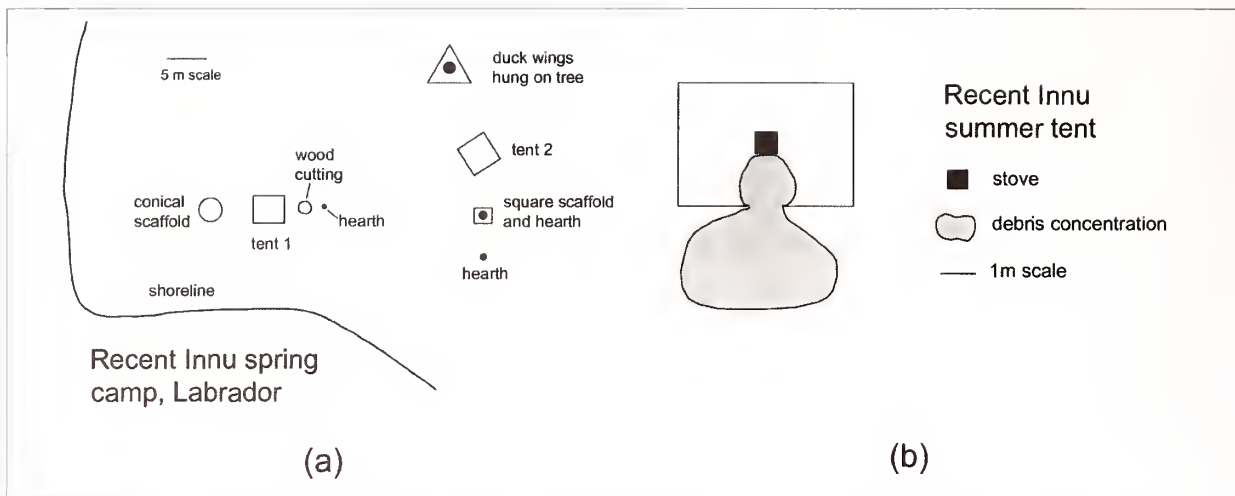 5 m scale
duck wings
hung on tree
wood
cutting
tent 2
conical
scaffold
hearth
square scaffold
and hearth
tent 1
hearth
shoreline
Recent Innu spring
camp, Labrador
(a)
Recent Innu
summer tent
stove
debris concentration
1m scale
(b)